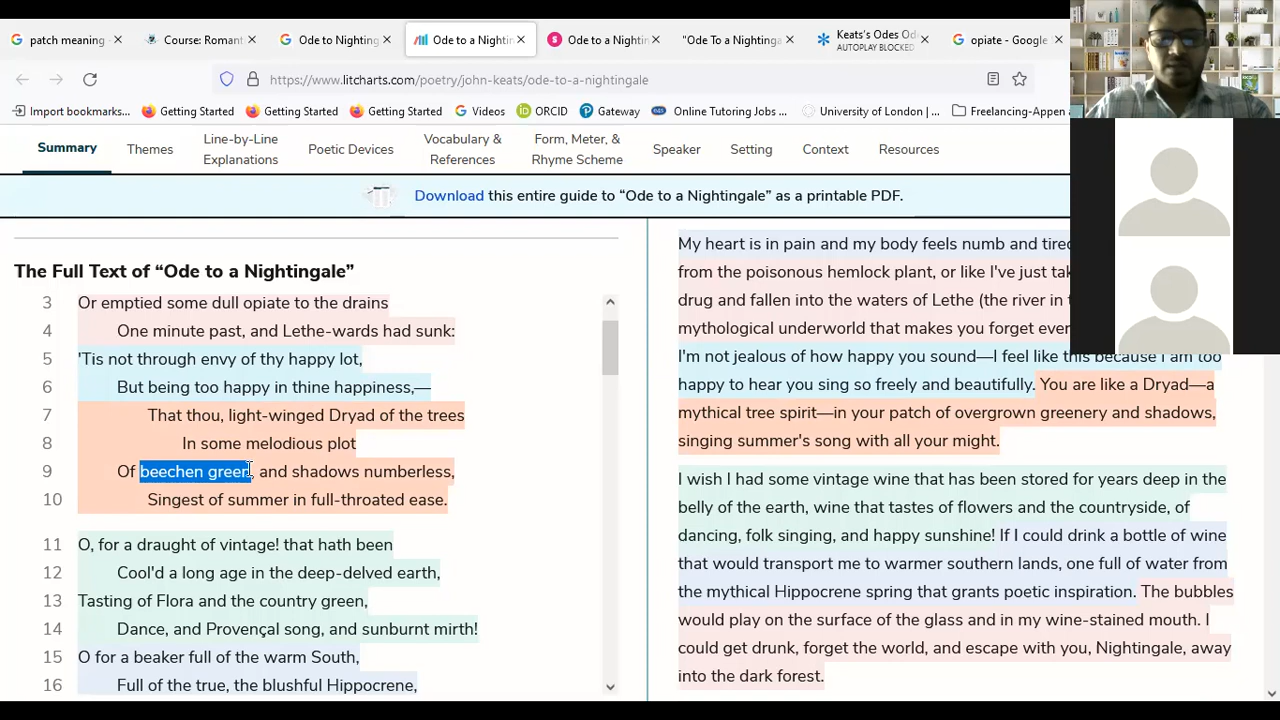 patch meaning -
Course: Romant
Ode to Nighting
Ode to a Nightin
Ode to a Nightin
"Ode To a Nightinga
Keats's Odes Od
AUTOPLAY BLOCKED
opiate - Google
https://www.litcharts.com/poetry/john-keats/ode-to-a-nightingale
Import bookmarks...
Getting Started
Getting Started
Getting Started
Videos
ORCID
Gateway
Online Tutoring Jobs ...
University of London |...
Freelancing-Appen
Summary
Themes
Line-by-Line
Explanations
Poetic Devices
Vocabulary &
References
Form, Meter, &
Rhyme Scheme
Speaker
Setting
Context
Resources
Download this entire guide to “Ode to a Nightingale” as a printable PDF.
The Full Text of “Ode to a Nightingale”
3 Or emptied some dull opiate to the drains
4 One minute past, and Lethe-wards had sunk:
5 'Tis not through envy of thy happy lot,
6 But being too happy in thine happiness,—
7 That thou, light-winged Dryad of the trees
8 In some melodious plot
9 Of beechen green, and shadows numberless,
10 Singest of summer in full-throated ease.
11 O, for a draught of vintage! that hath been
12 Cool'd a long age in the deep-delved earth,
13 Tasting of Flora and the country green,
14 Dance, and Provençal song, and sunburnt mirth!
15 O for a beaker full of the warm South,
16 Full of the true, the blushful Hippocrene,
My heart is in pain and my body feels numb and tired
from the poisonous hemlock plant, or like I've just tak
drug and fallen into the waters of Lethe (the river in t
mythological underworld that makes you forget ever
I'm not jealous of how happy you sound—I feel like this because I am too
happy to hear you sing so freely and beautifully. You are like a Dryad—a
mythical tree spirit—in your patch of overgrown greenery and shadows,
singing summer's song with all your might.
I wish I had some vintage wine that has been stored for years deep in the
belly of the earth, wine that tastes of flowers and the countryside, of
dancing, folk singing, and happy sunshine! If I could drink a bottle of wine
that would transport me to warmer southern lands, one full of water from
the mythical Hippocrene spring that grants poetic inspiration. The bubbles
would play on the surface of the glass and in my wine-stained mouth. I
could get drunk, forget the world, and escape with you, Nightingale, away
into the dark forest.